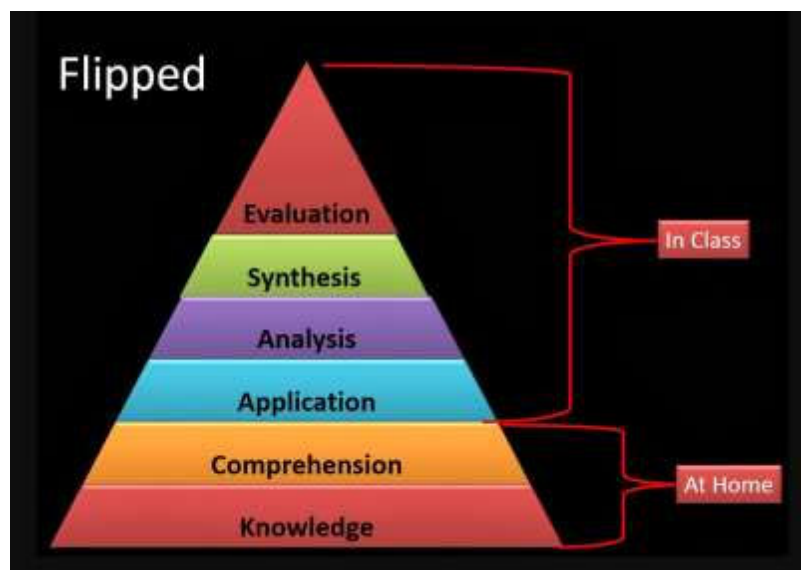 Flipped
Evaluation
In Class
Synthesis
Analysis
Application
Comprehension
At Home
Knowledge